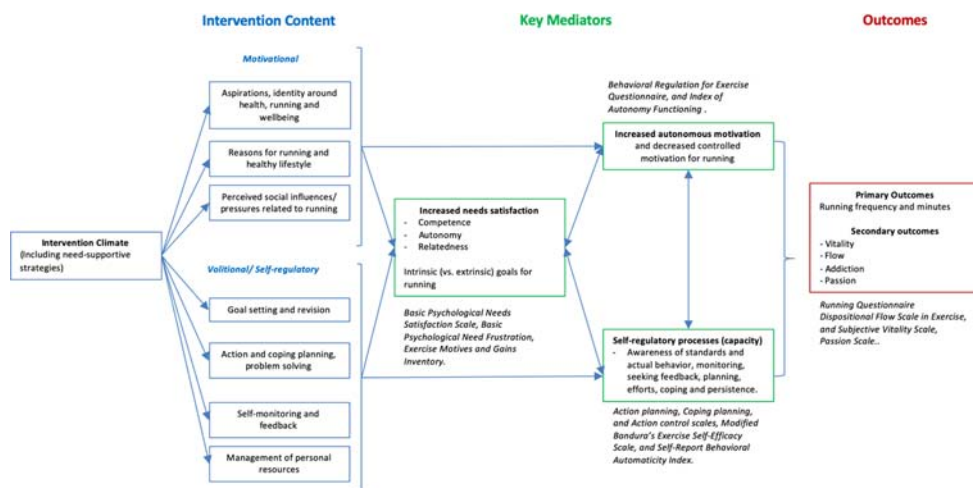 Intervention Content
Key Mediators
Outcomes
Motivational
Aspirations, identity around
health, running and
wellbeing
Reasons for running and
healthy lifestyle
Perceived social influences/
pressures related to running
Intervention Climate
(Including need-supportive
strategies)
Volitional/ Self-regulatory
Goal setting and revision
Action and coping planning,
problem solving
Self-monitoring and
feedback
Management of personal
resources
Increased needs satisfaction
- Competence
- Autonomy
- Relatedness
Intrinsic (vs. extrinsic) goals for
running
Basic Psychological Needs
Satisfaction Scale, Basic
Psychological Need Frustration,
Exercise Motives and Gains
Inventory.
Behavioral Regulation for Exercise
Questionnaire, and Index of
Autonomy Functioning .
Increased autonomous motivation
and decreased controlled
motivation for running
Self-regulatory processes (capacity)
- Awareness of standards and
actual behavior, monitoring,
seeking feedback, planning,
efforts, coping and persistence.
Action planning, Coping planning,
and Action control scales, Modified
Bandura's Exercise Self-Efficacy
Scale, and Self-Report Behavioral
Automaticity Index.
Primary Outcomes
Running frequency and minutes
Secondary outcomes
- Vitality
- Flow
- Addiction
- Passion
Running Questionnaire
Dispositional Flow Scale in Exercise,
and Subjective Vitality Scale,
Passion Scale..